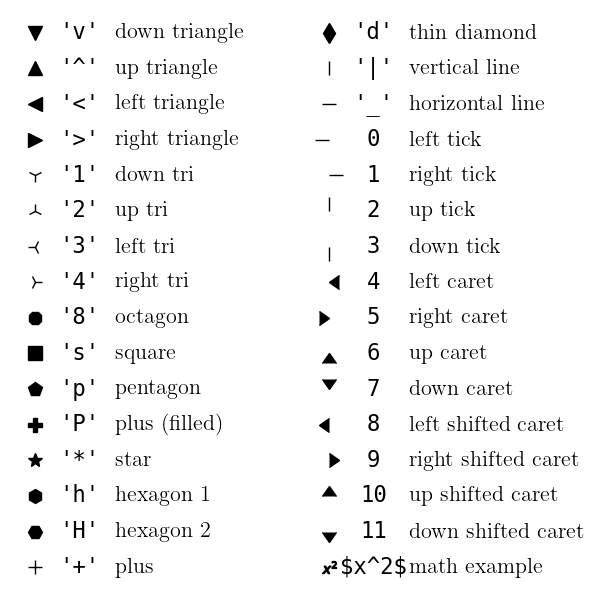 'v' down triangle
'^' up triangle
'<' left triangle
'>' right triangle
'1' down tri
'2' up tri
'3' left tri
'4' right tri
'8' octagon
's' square
'p' pentagon
'P' plus (filled)
'*' star
'h' hexagon 1
'H' hexagon 2
'+' plus
'd' thin diamond
'|' vertical line
'_' horizontal line
0 left tick
1 right tick
2 up tick
3 down tick
4 left caret
5 right caret
6 up caret
7 down caret
8 left shifted caret
9 right shifted caret
10 up shifted caret
11 down shifted caret
x² $x^2$ math example